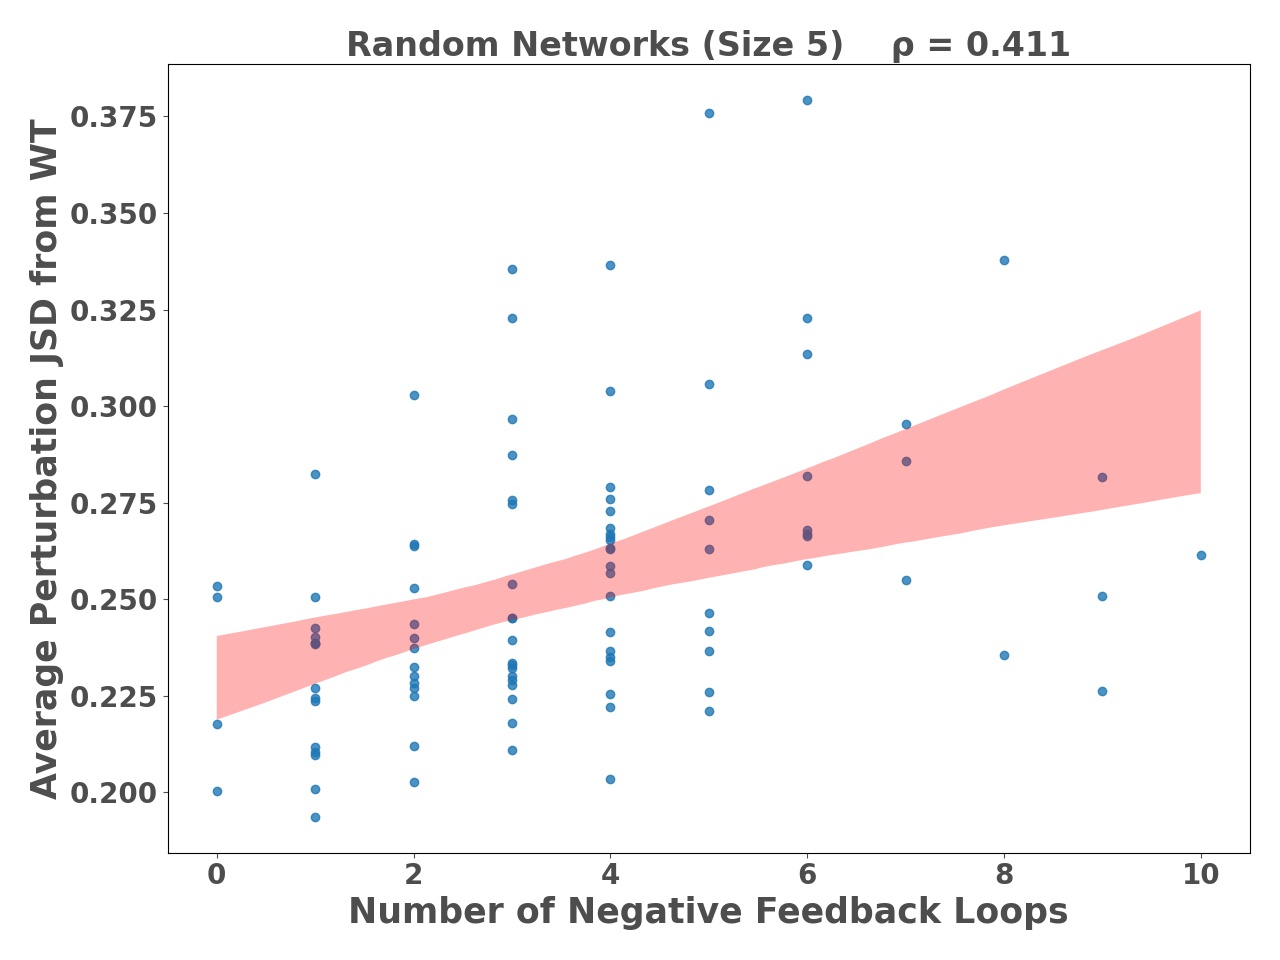 Random Networks (Size 5)    ρ = 0.411
Average Perturbation JSD from WT
0.375
0.350
0.325
0.300
0.275
0.250
0.225
0.200
0 2 4 6 8 10
Number of Negative Feedback Loops